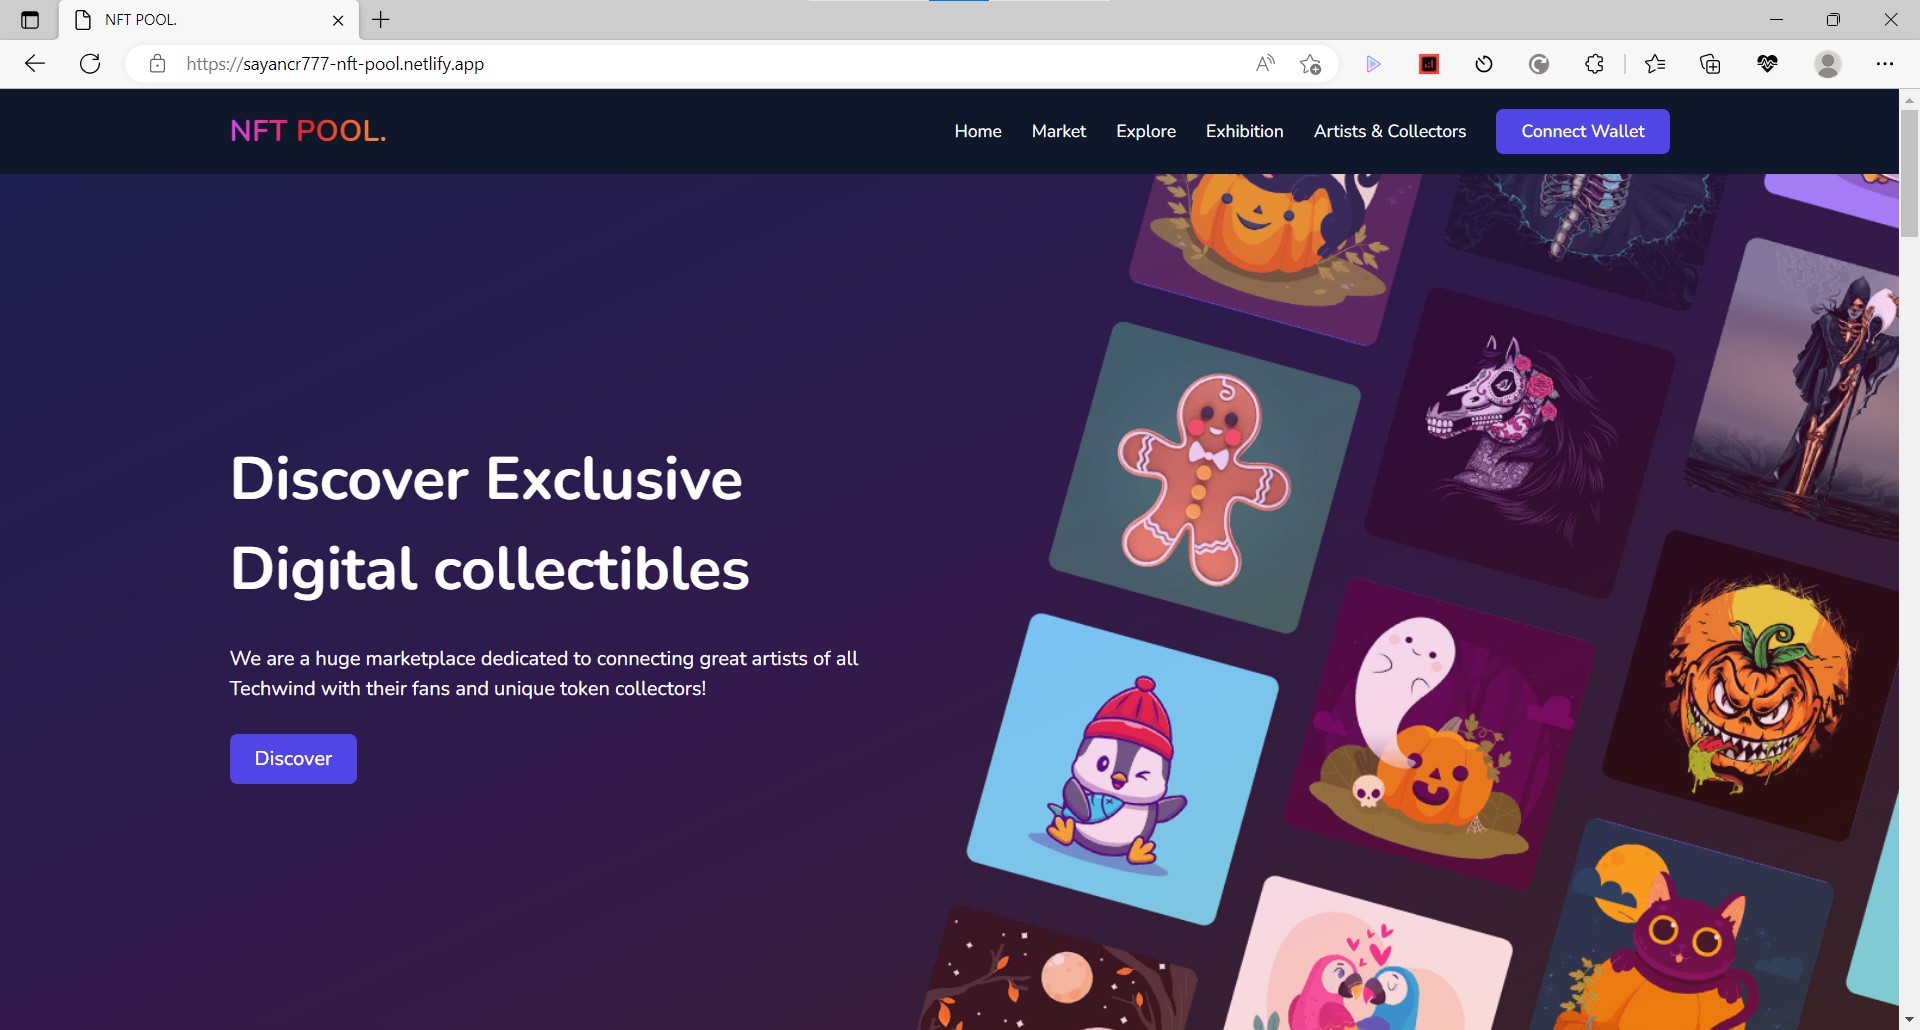 NFT POOL.
https://sayancr777-nft-pool.netlify.app
NFT POOL.
Home
Market
Explore
Exhibition
Artists & Collectors
Connect Wallet
Discover Exclusive
Digital collectibles
We are a huge marketplace dedicated to connecting great artists of all
Techwind with their fans and unique token collectors!
Discover